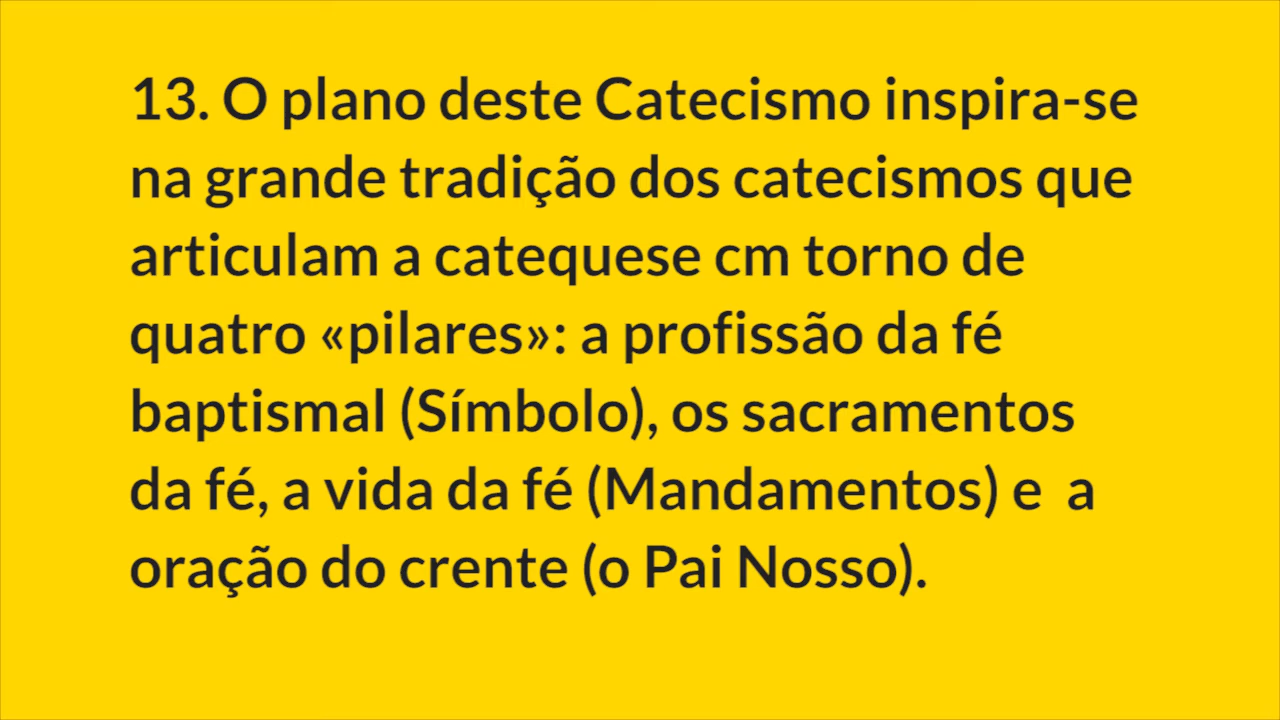 13. O plano deste Catecismo inspira-se
na grande tradição dos catecismos que
articulam a catequese cm torno de
quatro «pilares»: a profissão da fé
baptismal (Símbolo), os sacramentos
da fé, a vida da fé (Mandamentos) e  a
oração do crente (o Pai Nosso).